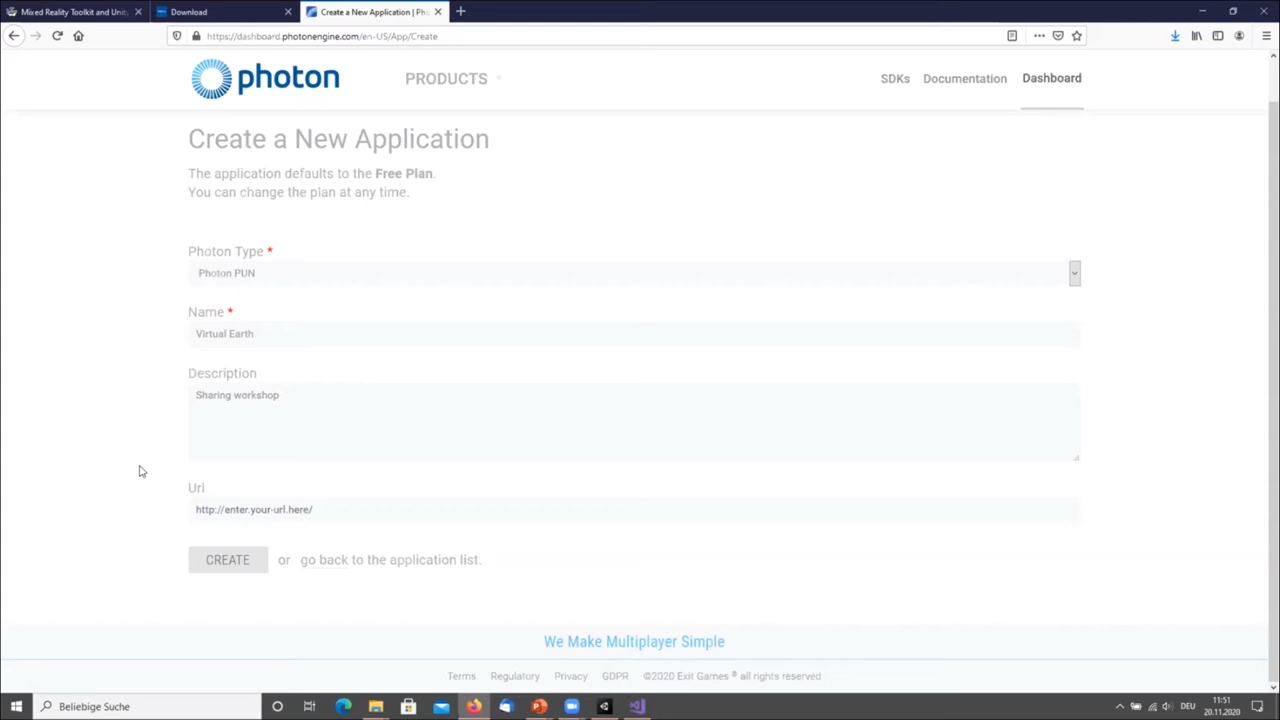 Mixed Reality Toolkit and Unit
Download
Create a New Application | Pho
https://dashboard.photonengine.com/en-US/App/Create
photon
PRODUCTS
SDKs
Documentation
Dashboard
Create a New Application
The application defaults to the Free Plan.
You can change the plan at any time.
Photon Type *
Photon PUN
Name *
Virtual Earth
Description
Sharing workshop
Url
http://enter.your-url.here/
CREATE or go back to the application list.
We Make Multiplayer Simple
Terms Regulatory Privacy GDPR ©2020 Exit Games ® all rights reserved
Beliebige Suche
DEU
11:51
20.11.2020